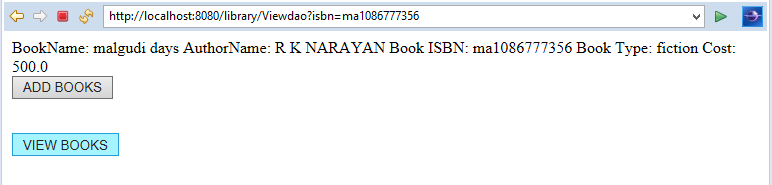 http://localhost:8080/library/Viewdao?isbn=ma1086777356
BookName: malgudi days AuthorName: R K NARAYAN Book ISBN: ma1086777356 Book Type: fiction Cost:
500.0
ADD BOOKS
VIEW BOOKS